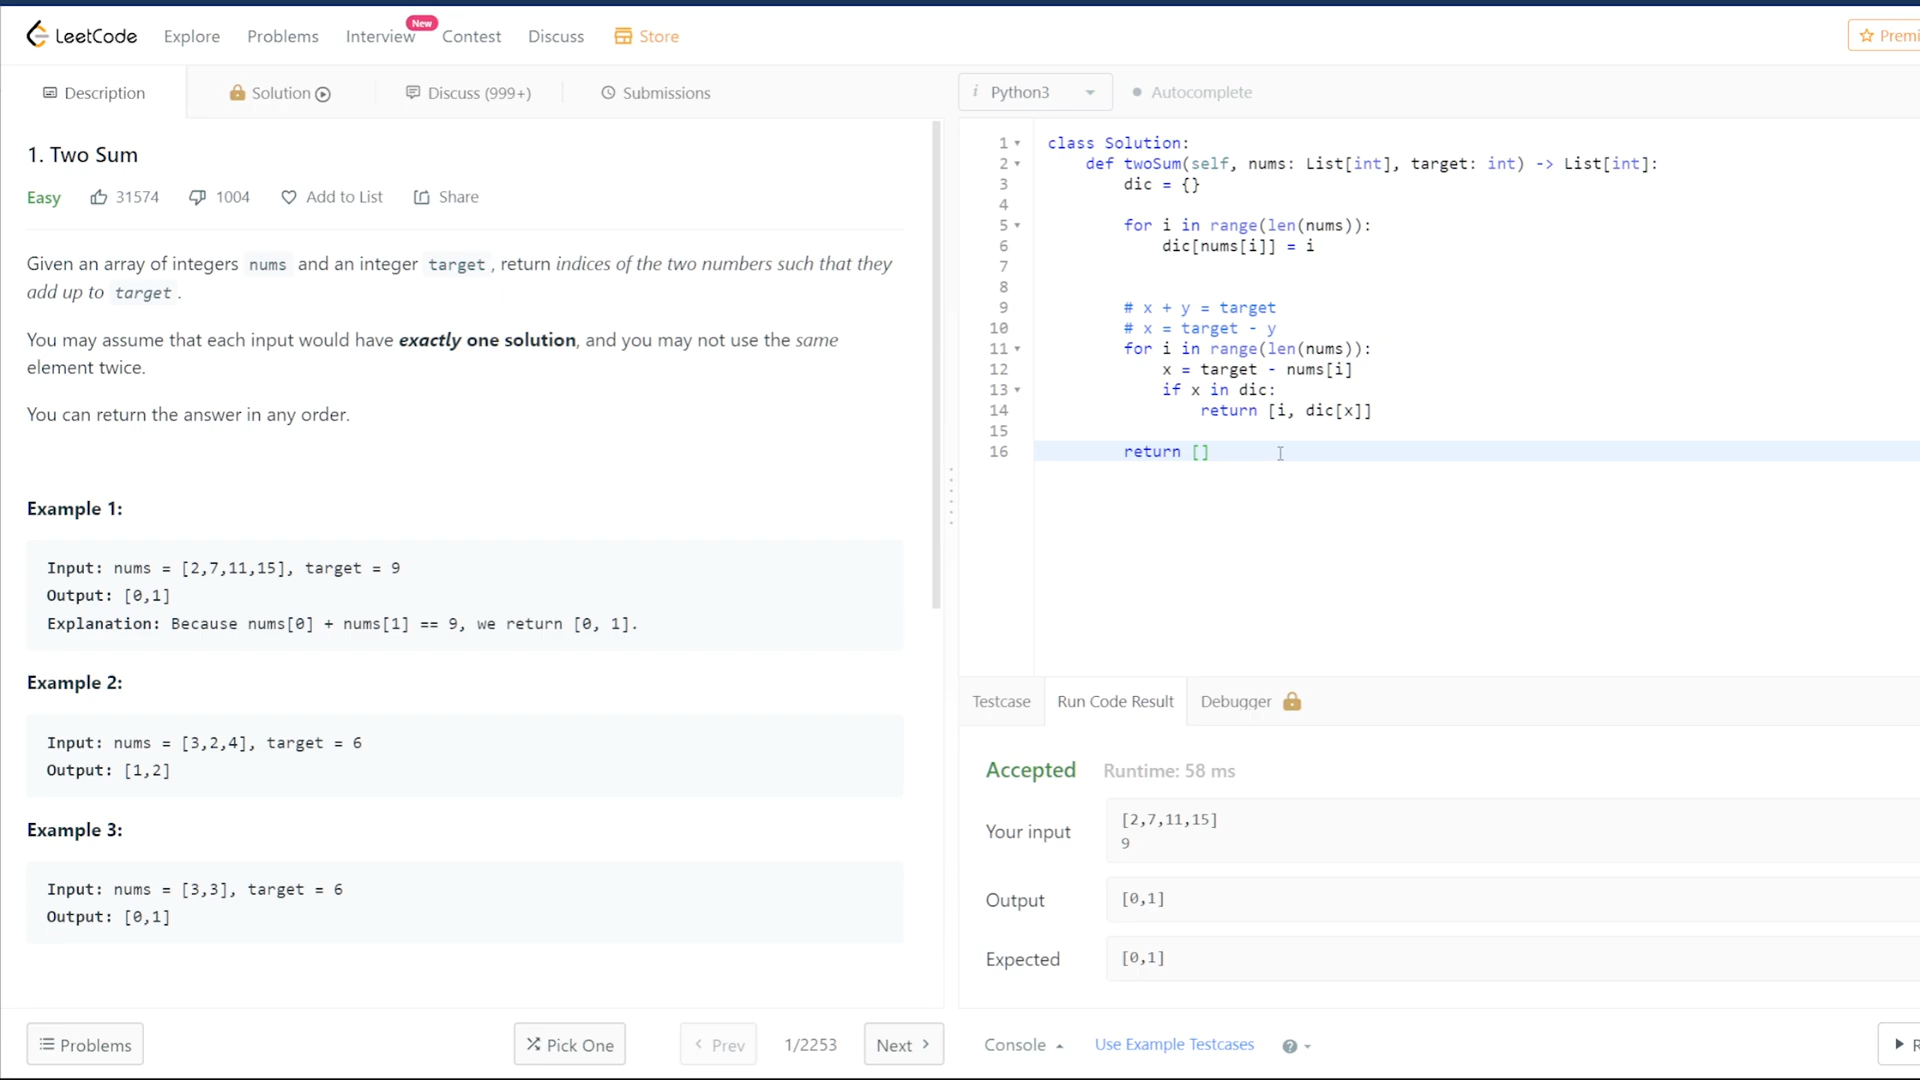 LeetCode Explore Problems Interview New Contest Discuss Store
Description Solution Discuss (999+) Submissions
1. Two Sum
Easy 31574 1004 Add to List Share
Given an array of integers nums and an integer target, return indices of the two numbers such that they
add up to target.
You may assume that each input would have exactly one solution, and you may not use the same
element twice.
You can return the answer in any order.
Example 1:
Input: nums = [2,7,11,15], target = 9
Output: [0,1]
Explanation: Because nums[0] + nums[1] == 9, we return [0, 1].
Example 2:
Input: nums = [3,2,4], target = 6
Output: [1,2]
Example 3:
Input: nums = [3,3], target = 6
Output: [0,1]
Problems Pick One Prev 1/2253 Next
i Python3 Autocomplete
1 class Solution:
2 def twoSum(self, nums: List[int], target: int) -> List[int]:
3 dic = {}
4
5 for i in range(len(nums)):
6 dic[nums[i]] = i
7
8
9 # x + y = target
10 # x = target - y
11 for i in range(len(nums)):
12 x = target - nums[i]
13 if x in dic:
14 return [i, dic[x]]
15
16 return []
Testcase Run Code Result Debugger
Accepted Runtime: 58 ms
Your input
[2,7,11,15]
9
Output [0,1]
Expected [0,1]
Console Use Example Testcases ?